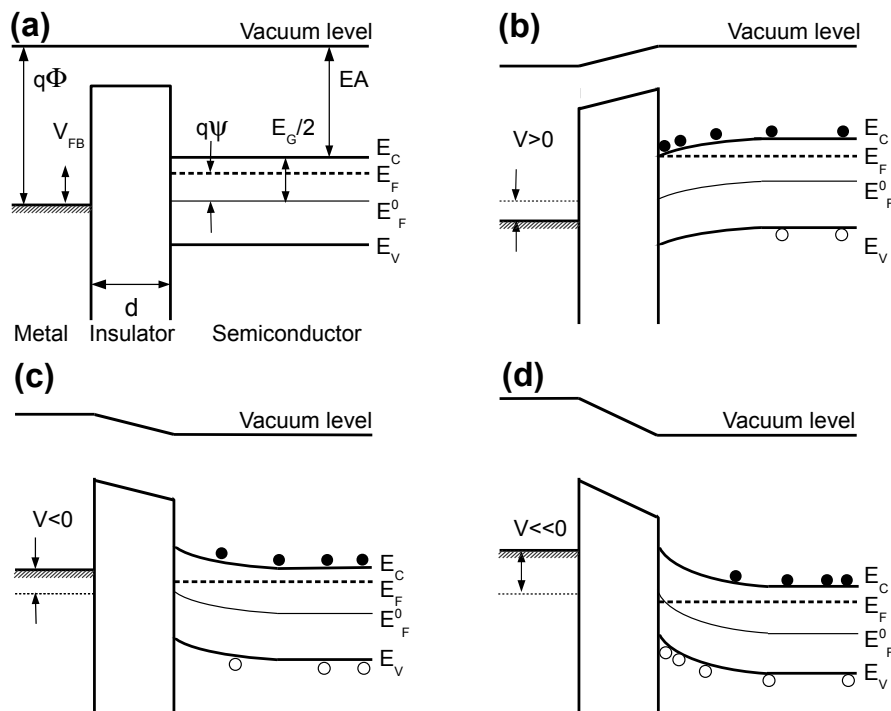 (a)
Vacuum level
qΦ
EA
V_FB
qψ
E_G/2
E_C
E_F
E^0_F
E_V
d
Metal Insulator Semiconductor
(b)
Vacuum level
V>0
E_C
E_F
E^0_F
E_V
(c)
Vacuum level
V<0
E_C
E_F
E^0_F
E_V
(d)
Vacuum level
V<<0
E_C
E_F
E^0_F
E_V